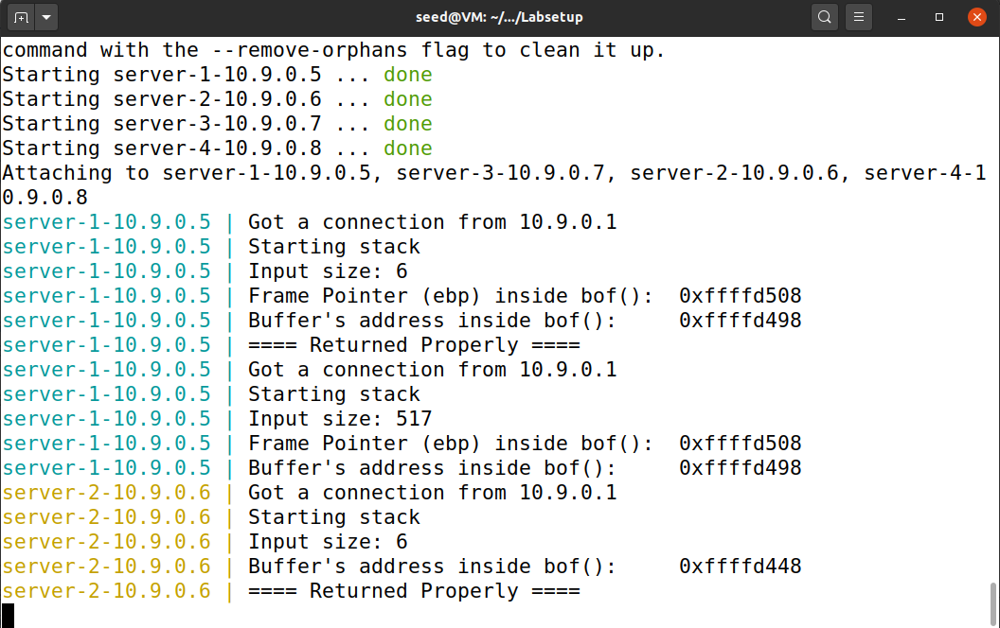 seed@VM: ~/.../Labsetup
command with the --remove-orphans flag to clean it up.
Starting server-1-10.9.0.5 ... done
Starting server-2-10.9.0.6 ... done
Starting server-3-10.9.0.7 ... done
Starting server-4-10.9.0.8 ... done
Attaching to server-1-10.9.0.5, server-3-10.9.0.7, server-2-10.9.0.6, server-4-1
0.9.0.8
server-1-10.9.0.5 | Got a connection from 10.9.0.1
server-1-10.9.0.5 | Starting stack
server-1-10.9.0.5 | Input size: 6
server-1-10.9.0.5 | Frame Pointer (ebp) inside bof():  0xffffd508
server-1-10.9.0.5 | Buffer's address inside bof():     0xffffd498
server-1-10.9.0.5 | ==== Returned Properly ====
server-1-10.9.0.5 | Got a connection from 10.9.0.1
server-1-10.9.0.5 | Starting stack
server-1-10.9.0.5 | Input size: 517
server-1-10.9.0.5 | Frame Pointer (ebp) inside bof():  0xffffd508
server-1-10.9.0.5 | Buffer's address inside bof():     0xffffd498
server-2-10.9.0.6 | Got a connection from 10.9.0.1
server-2-10.9.0.6 | Starting stack
server-2-10.9.0.6 | Input size: 6
server-2-10.9.0.6 | Buffer's address inside bof():     0xffffd448
server-2-10.9.0.6 | ==== Returned Properly ====